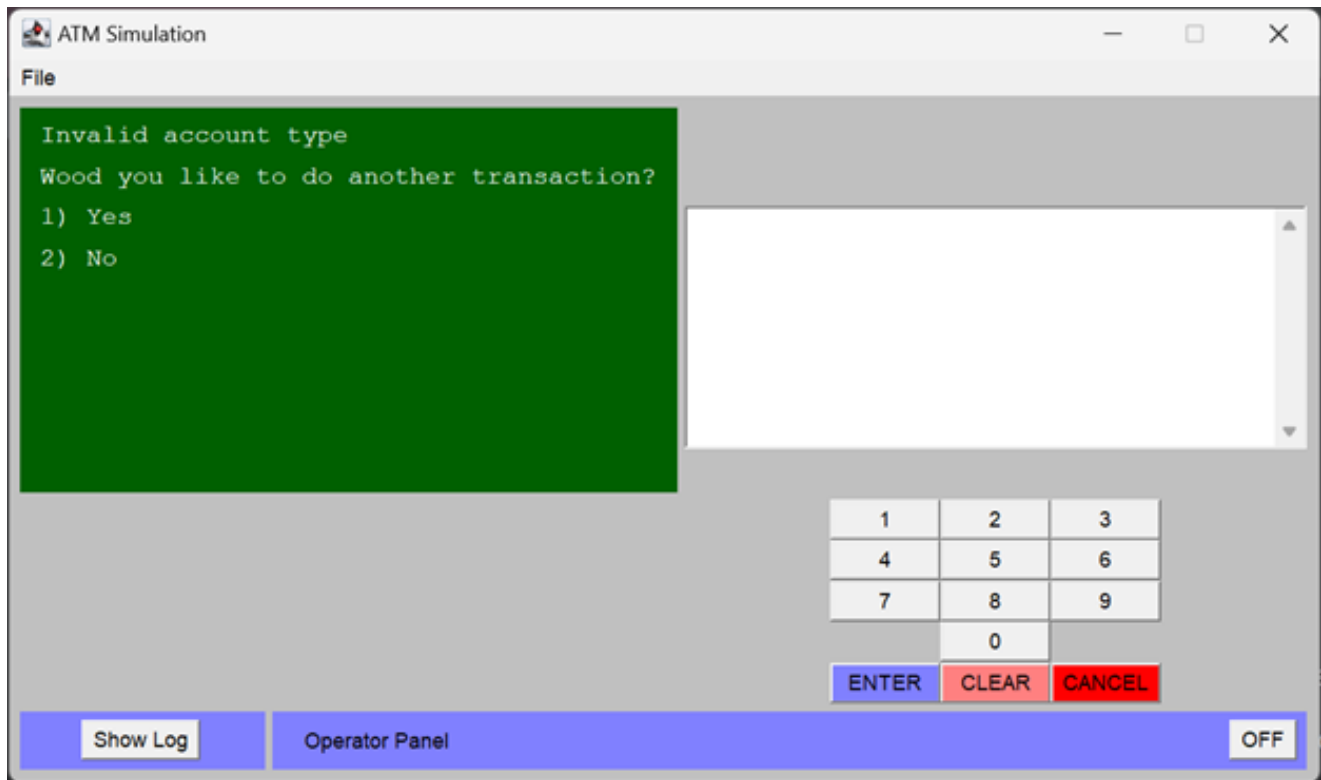 ATM Simulation
File
Invalid account type
Wood you like to do another transaction?
1) Yes
2) No
1 2 3
4 5 6
7 8 9
0
ENTER CLEAR CANCEL
Show Log Operator Panel OFF